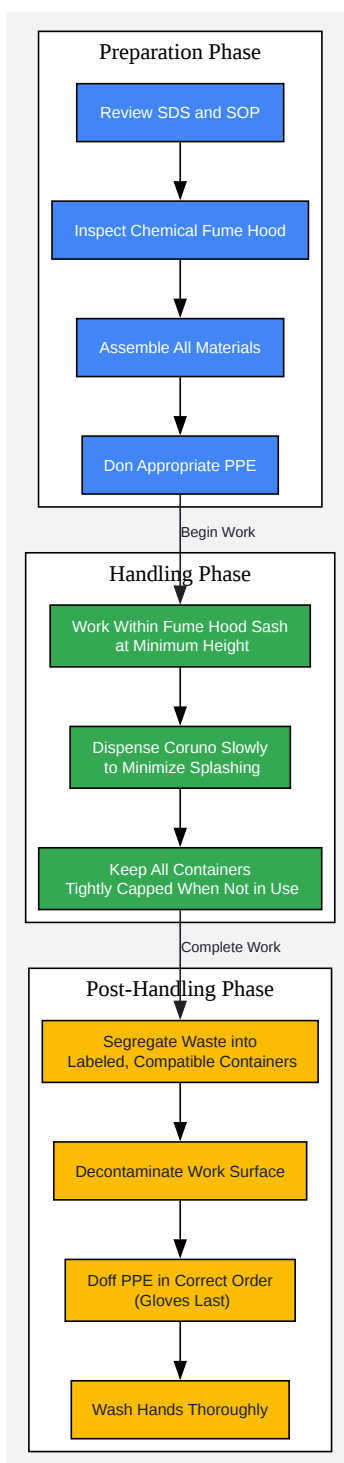 Preparation Phase
Review SDS and SOP
Inspect Chemical Fume Hood
Assemble All Materials
Don Appropriate PPE
Begin Work
Handling Phase
Work Within Fume Hood Sash
at Minimum Height
Dispense Coruno Slowly
to Minimize Splashing
Keep All Containers
Tightly Capped When Not in Use
Complete Work
Post-Handling Phase
Segregate Waste into
Labeled, Compatible Containers
Decontaminate Work Surface
Doff PPE in Correct Order
(Gloves Last)
Wash Hands Thoroughly